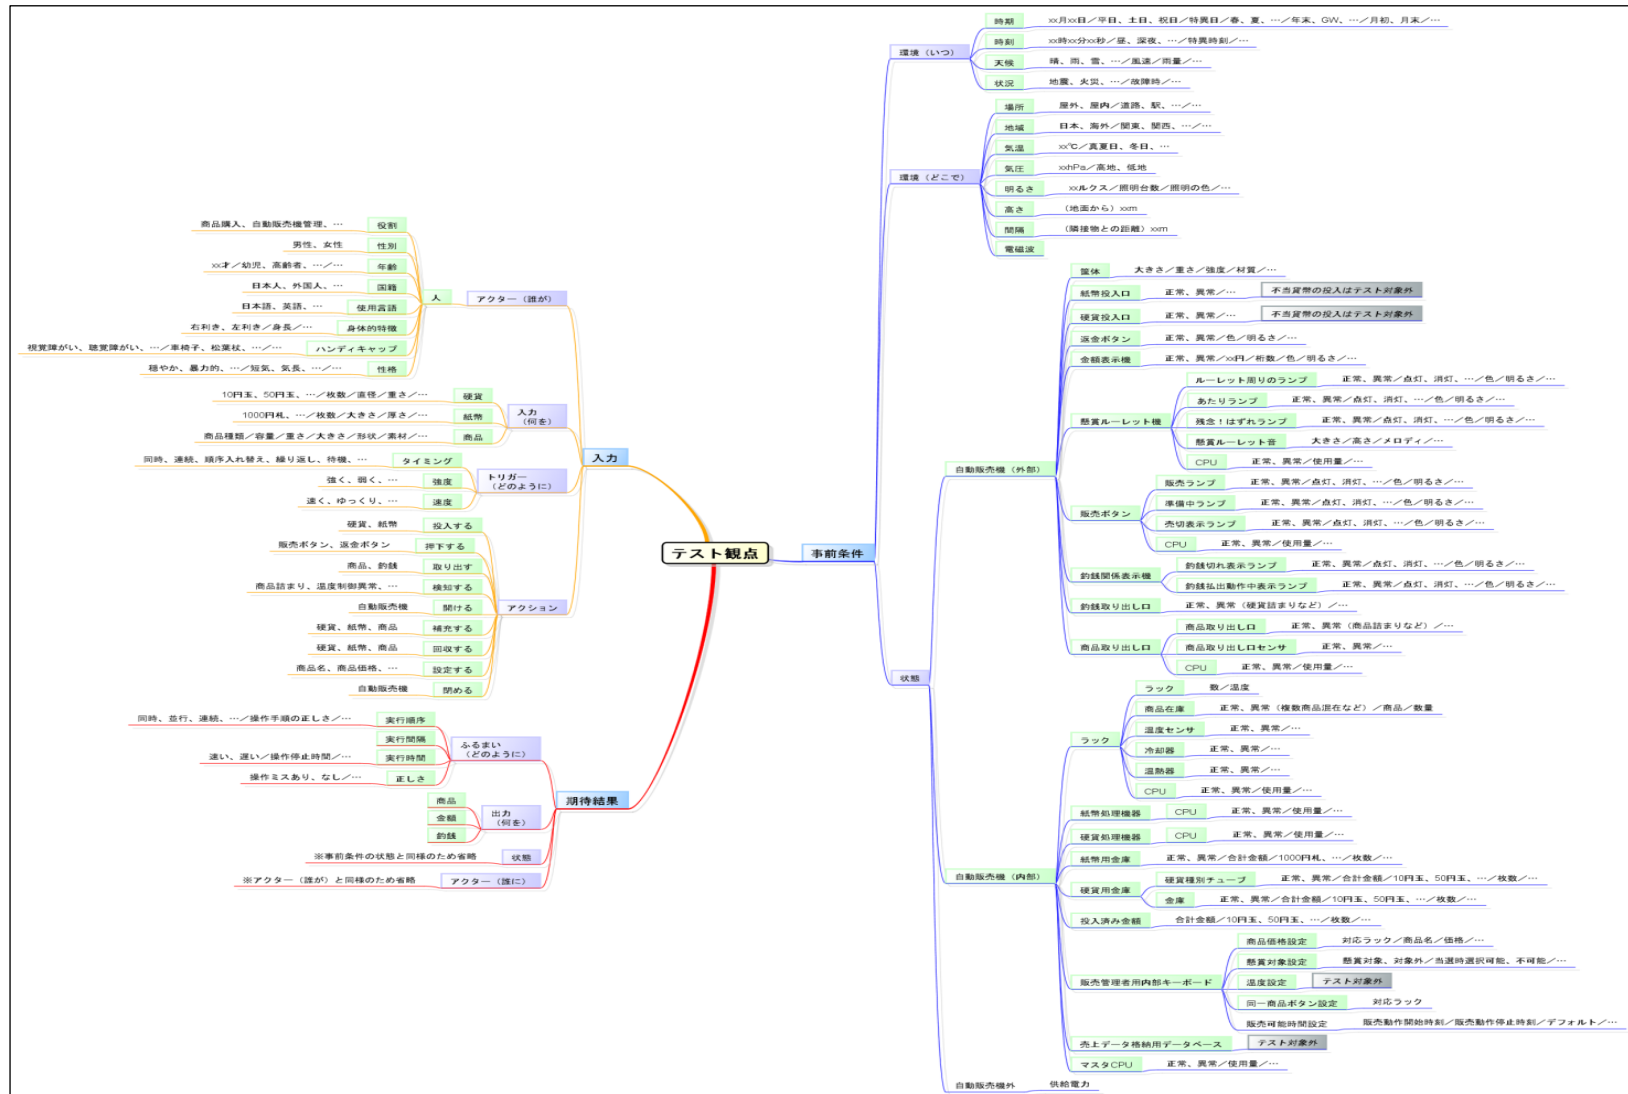 テスト観点
事前条件
環境（いつ）
時期 xx月xx日／平日、土日、祝日／特異日／春、夏、…／年末、GW、…／月初、月末／…
時刻 xx時xx分xx秒／昼、深夜、…／特異時刻／…
天候 晴、雨、雪、…／風速／雨量／…
状況 地震、火災、…／故障時／…
環境（どこで）
場所 屋外、屋内／道路、駅、…／…
地域 日本、海外／関東、関西、…／…
気温 xx℃／真夏日、冬日、…
気圧 xxhPa／高地、低地
明るさ xxルクス／照明台数／照明の色／…
高さ （地面から）xxm
間隔 （隣接物との距離）xxm
電磁波
状態
自動販売機（外部）
筐体 大きさ／重さ／強度／材質／…
紙幣投入口 正常、異常／… 不当貨幣の投入はテスト対象外
硬貨投入口 正常、異常／… 不当貨幣の投入はテスト対象外
返金ボタン 正常、異常／色／明るさ／…
金額表示機 正常、異常／xx円／桁数／色／明るさ／…
懸賞ルーレット機
ルーレット周りのランプ 正常、異常／点灯、消灯、…／色／明るさ／…
あたりランプ 正常、異常／点灯、消灯、…／色／明るさ／…
残念！はずれランプ 正常、異常／点灯、消灯、…／色／明るさ／…
懸賞ルーレット音 大きさ／高さ／メロディ／…
CPU 正常、異常／使用量／…
販売ボタン
販売ランプ 正常、異常／点灯、消灯、…／色／明るさ／…
準備中ランプ 正常、異常／点灯、消灯、…／色／明るさ／…
売切表示ランプ 正常、異常／点灯、消灯、…／色／明るさ／…
CPU 正常、異常／使用量／…
釣銭関係表示機
釣銭切れ表示ランプ 正常、異常／点灯、消灯、…／色／明るさ／…
釣銭払出動作中表示ランプ 正常、異常／点灯、消灯、…／色／明るさ／…
釣銭取り出し口 正常、異常（硬貨詰まりなど）／…
商品取り出し口
商品取り出し口 正常、異常（商品詰まりなど）／…
商品取り出し口センサ 正常、異常／…
CPU 正常、異常／使用量／…
自動販売機（内部）
ラック
ラック 数／温度
商品在庫 正常、異常（複数商品混在など）／商品／数量
温度センサ 正常、異常／…
冷却器 正常、異常／…
温熱器 正常、異常／…
CPU 正常、異常／使用量／…
紙幣処理機器 CPU 正常、異常／使用量／…
硬貨処理機器 CPU 正常、異常／使用量／…
紙幣用金庫 正常、異常／合計金額／1000円札、…／枚数／…
硬貨用金庫
硬貨種別チューブ 正常、異常／合計金額／10円玉、50円玉、…／枚数／…
金庫 正常、異常／合計金額／10円玉、50円玉、…／枚数／…
投入済み金額 合計金額／10円玉、50円玉、…／枚数／…
販売管理者用内部キーボード
商品価格設定 対応ラック／商品名／価格／…
懸賞対象設定 懸賞対象、対象外／当選時選択可能、不可能／…
温度設定 テスト対象外
同一商品ボタン設定 対応ラック
販売可能時間設定 販売動作開始時刻／販売動作停止時刻／デフォルト／…
売上データ格納用データベース テスト対象外
マスタCPU 正常、異常／使用量／…
自動販売機外 供給電力
入力
アクター（誰が）
人
商品購入、自動販売機管理、… 役割
男性、女性 性別
xx才／幼児、高齢者、…／… 年齢
日本人、外国人、… 国籍
日本語、英語、… 使用言語
右利き、左利き／身長／… 身体的特徴
視覚障がい、聴覚障がい、…／車椅子、松葉杖、…／… ハンディキャップ
穏やか、暴力的、…／短気、気長、…／… 性格
入力
（何を）
10円玉、50円玉、…／枚数／直径／重さ／… 硬貨
1000円札、…／枚数／大きさ／厚さ／… 紙幣
商品種類／容量／重さ／大きさ／形状／素材／… 商品
トリガー
（どのように）
同時、連続、順序入れ替え、繰り返し、待機、… タイミング
強く、弱く、… 強度
速く、ゆっくり、… 速度
アクション
硬貨、紙幣 投入する
販売ボタン、返金ボタン 押下する
商品、釣銭 取り出す
商品詰まり、温度制御異常、… 検知する
自動販売機 開ける
硬貨、紙幣、商品 補充する
硬貨、紙幣、商品 回収する
商品名、商品価格、… 設定する
自動販売機 閉める
期待結果
ふるまい
（どのように）
同時、並行、連続、…／操作手順の正しさ／… 実行順序
実行間隔
速い、遅い／操作停止時間／… 実行時間
操作ミスあり、なし／… 正しさ
出力
（何を）
商品
金額
釣銭
※事前条件の状態と同様のため省略 状態
※アクター（誰が）と同様のため省略 アクター（誰に）